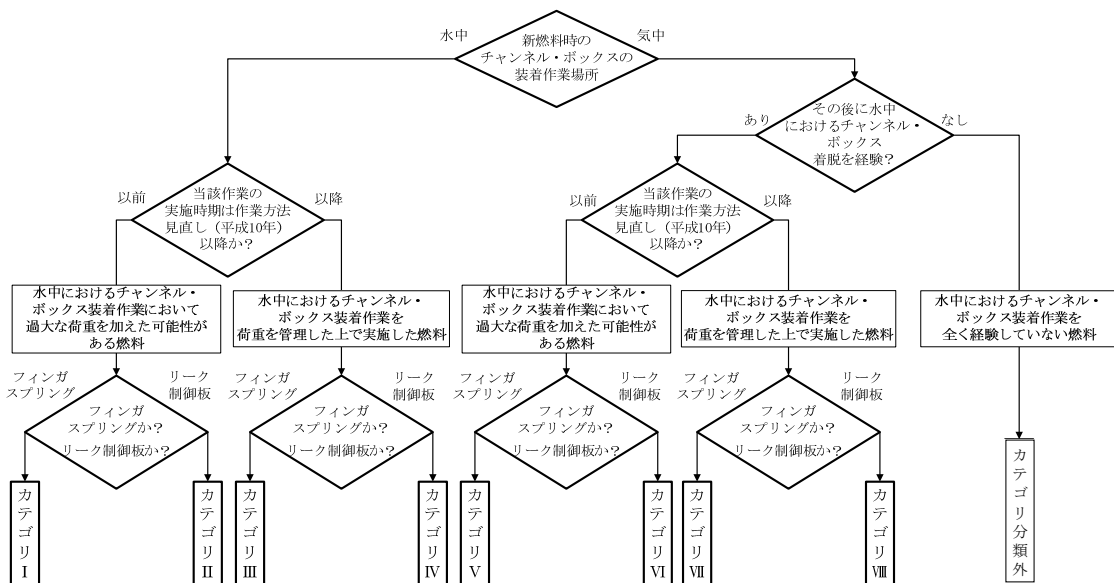 水中
新燃料時の
チャンネル・ボックスの
装着作業場所
気中
あり
その後に水中
におけるチャンネル・
ボックス
着脱を経験?
なし
以前
当該作業の
実施時期は作業方法
見直し（平成10年）
以降か?
以降
以前
当該作業の
実施時期は作業方法
見直し（平成10年）
以降か?
以降
水中におけるチャンネル・
ボックス装着作業において
過大な荷重を加えた可能性が
ある燃料
水中におけるチャンネル・
ボックス装着作業を
荷重を管理した上で実施した燃料
水中におけるチャンネル・
ボックス装着作業において
過大な荷重を加えた可能性が
ある燃料
水中におけるチャンネル・
ボックス装着作業を
荷重を管理した上で実施した燃料
水中におけるチャンネル・
ボックス装着作業を
全く経験していない燃料
フィンガ
スプリング
フィンガ
スプリングか?
リーク制御板か?
リーク
制御板
フィンガ
スプリング
フィンガ
スプリングか?
リーク制御板か?
リーク
制御板
フィンガ
スプリング
フィンガ
スプリングか?
リーク制御板か?
リーク
制御板
フィンガ
スプリング
フィンガ
スプリングか?
リーク制御板か?
リーク
制御板
カテゴリⅠ
カテゴリⅡ
カテゴリⅢ
カテゴリⅣ
カテゴリⅤ
カテゴリⅥ
カテゴリⅦ
カテゴリⅧ
カテゴリ分類外